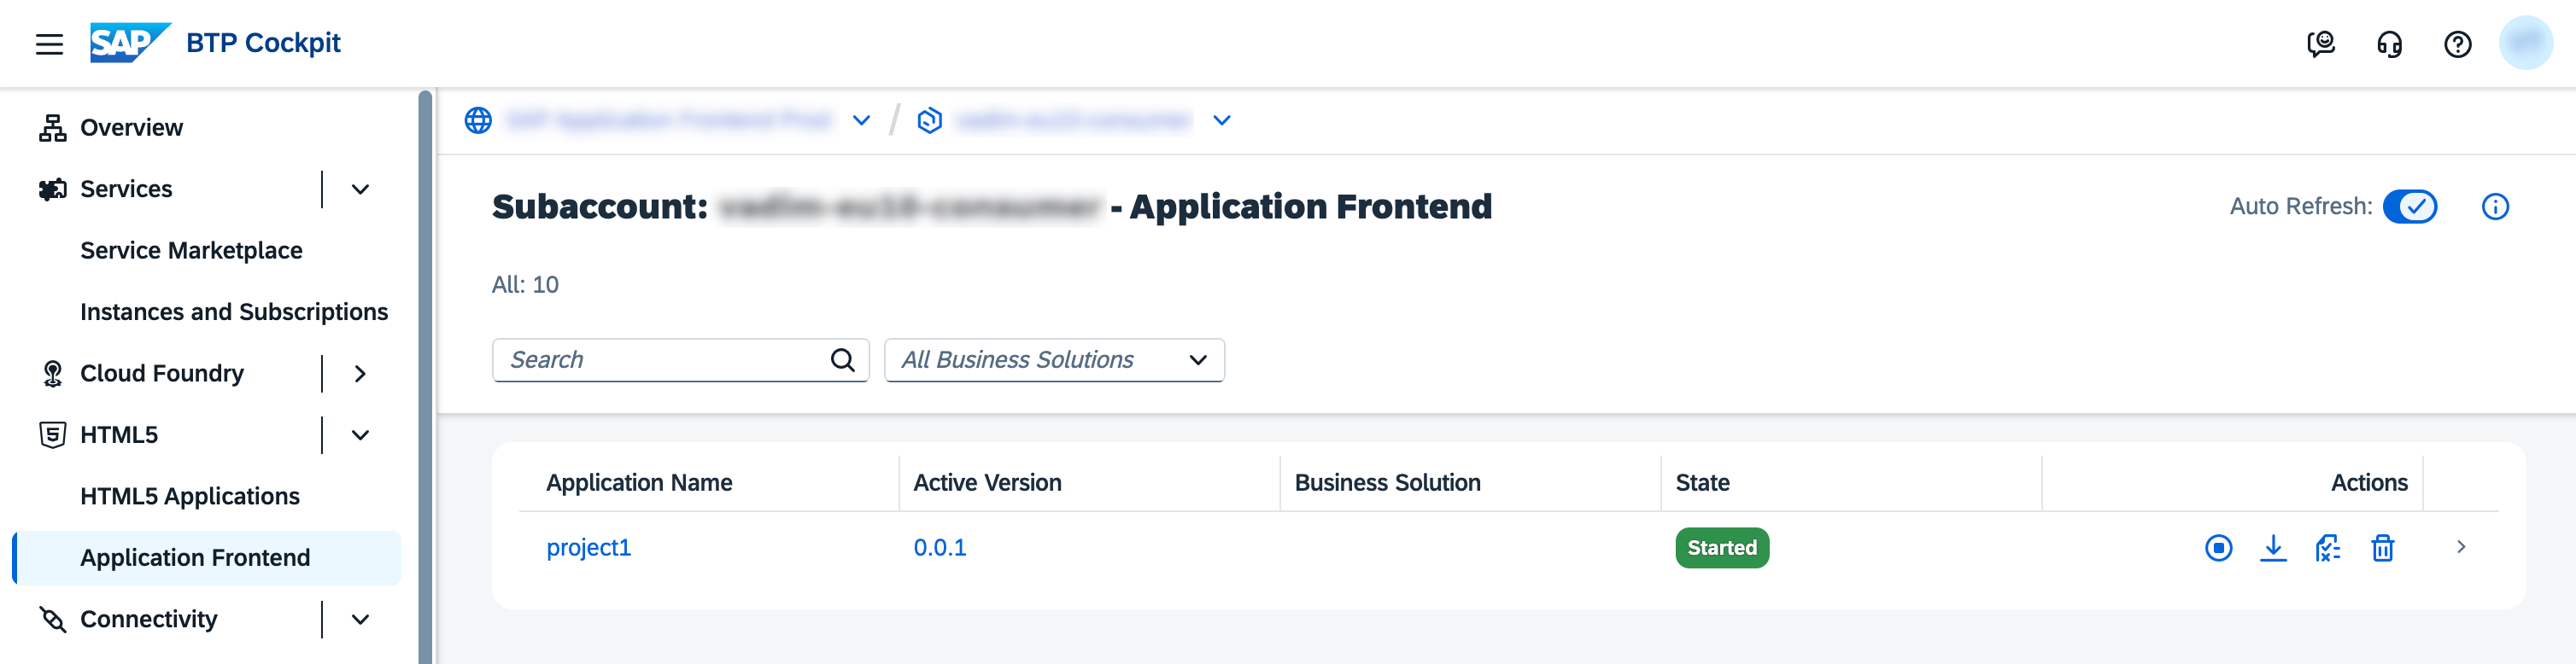 SAP BTP Cockpit
Overview
Services
Service Marketplace
Instances and Subscriptions
Cloud Foundry
HTML5
HTML5 Applications
Application Frontend
Connectivity
/
Subaccount: - Application Frontend
Auto Refresh:
All: 10
Search
All Business Solutions
Application Name Active Version Business Solution State Actions
project1 0.0.1 Started